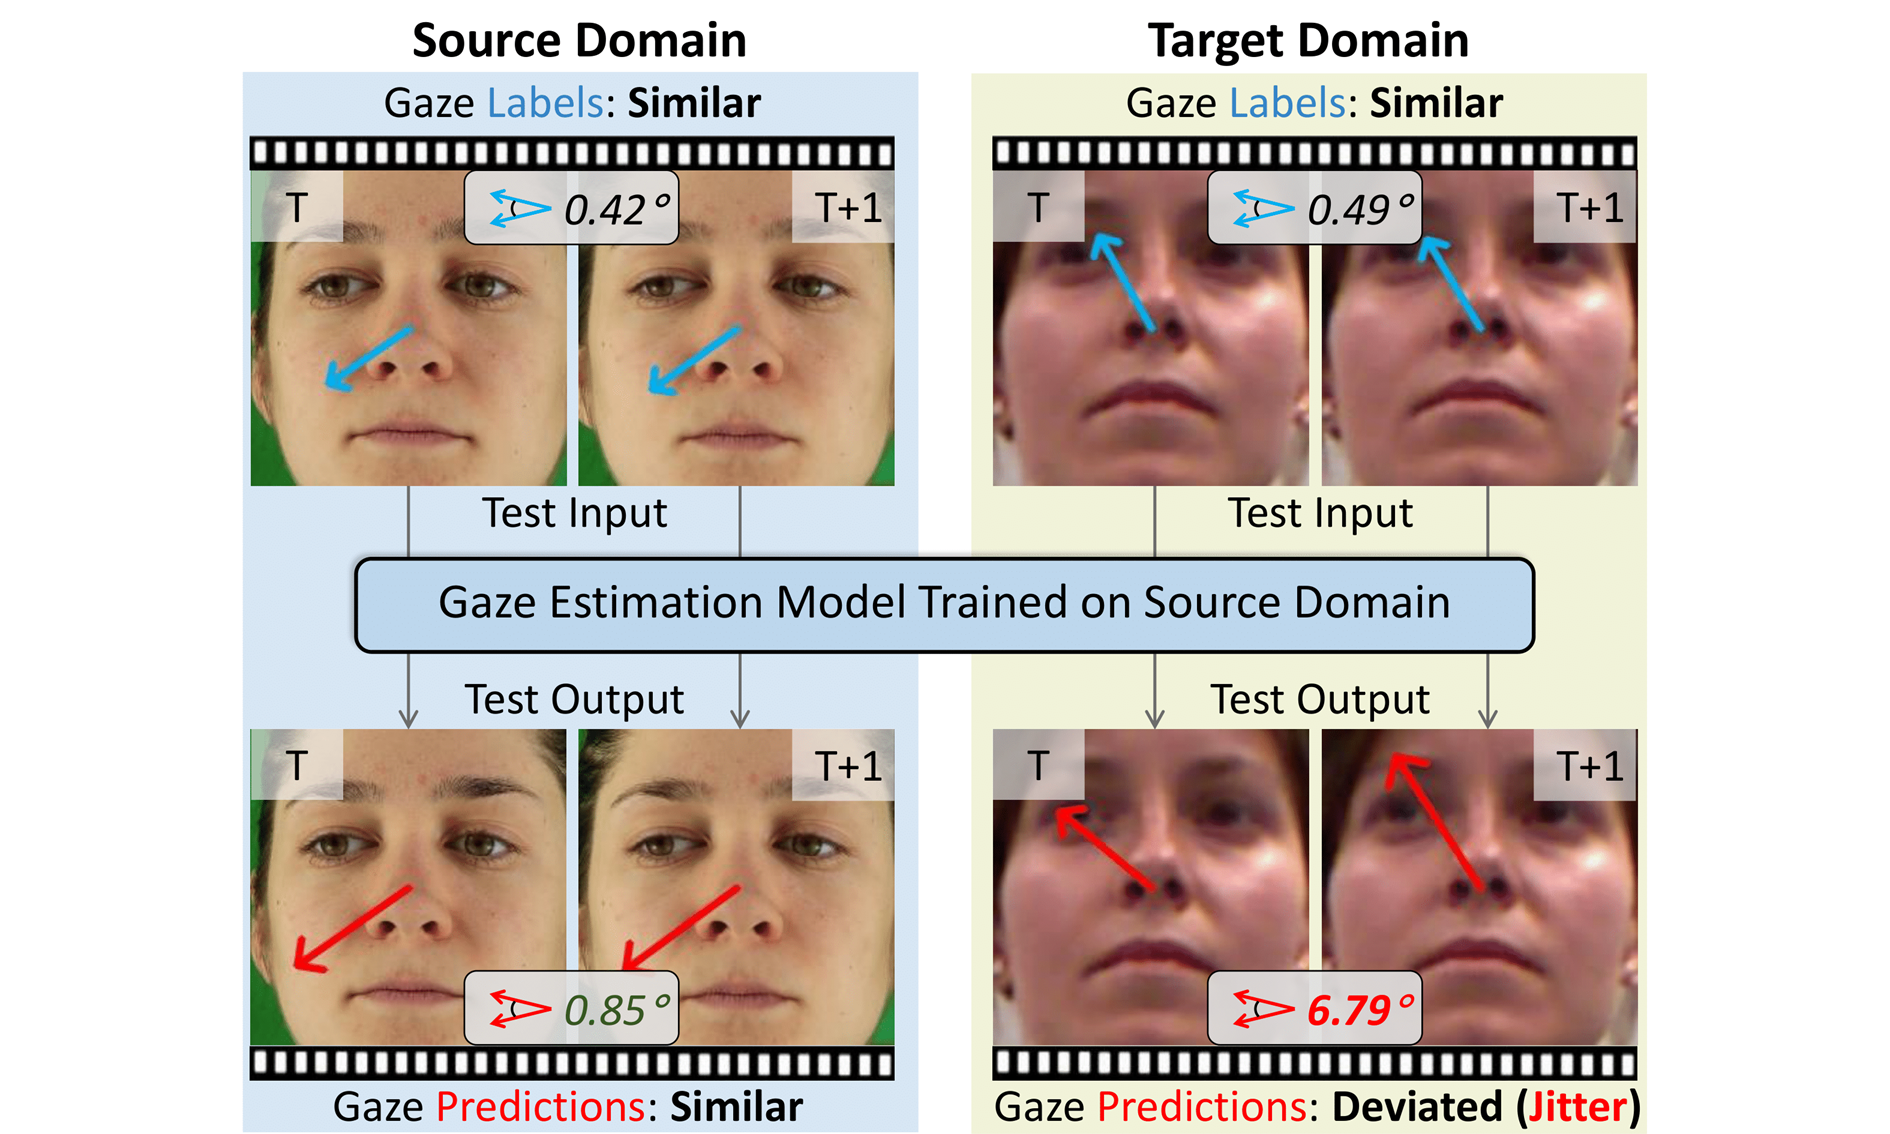 Source Domain
Gaze Labels: Similar
T
0.42°
T+1
Test Input
Target Domain
Gaze Labels: Similar
T
0.49°
T+1
Test Input
Gaze Estimation Model Trained on Source Domain
Test Output
T
T+1
0.85°
Gaze Predictions: Similar
Test Output
T
T+1
6.79°
Gaze Predictions: Deviated (Jitter)